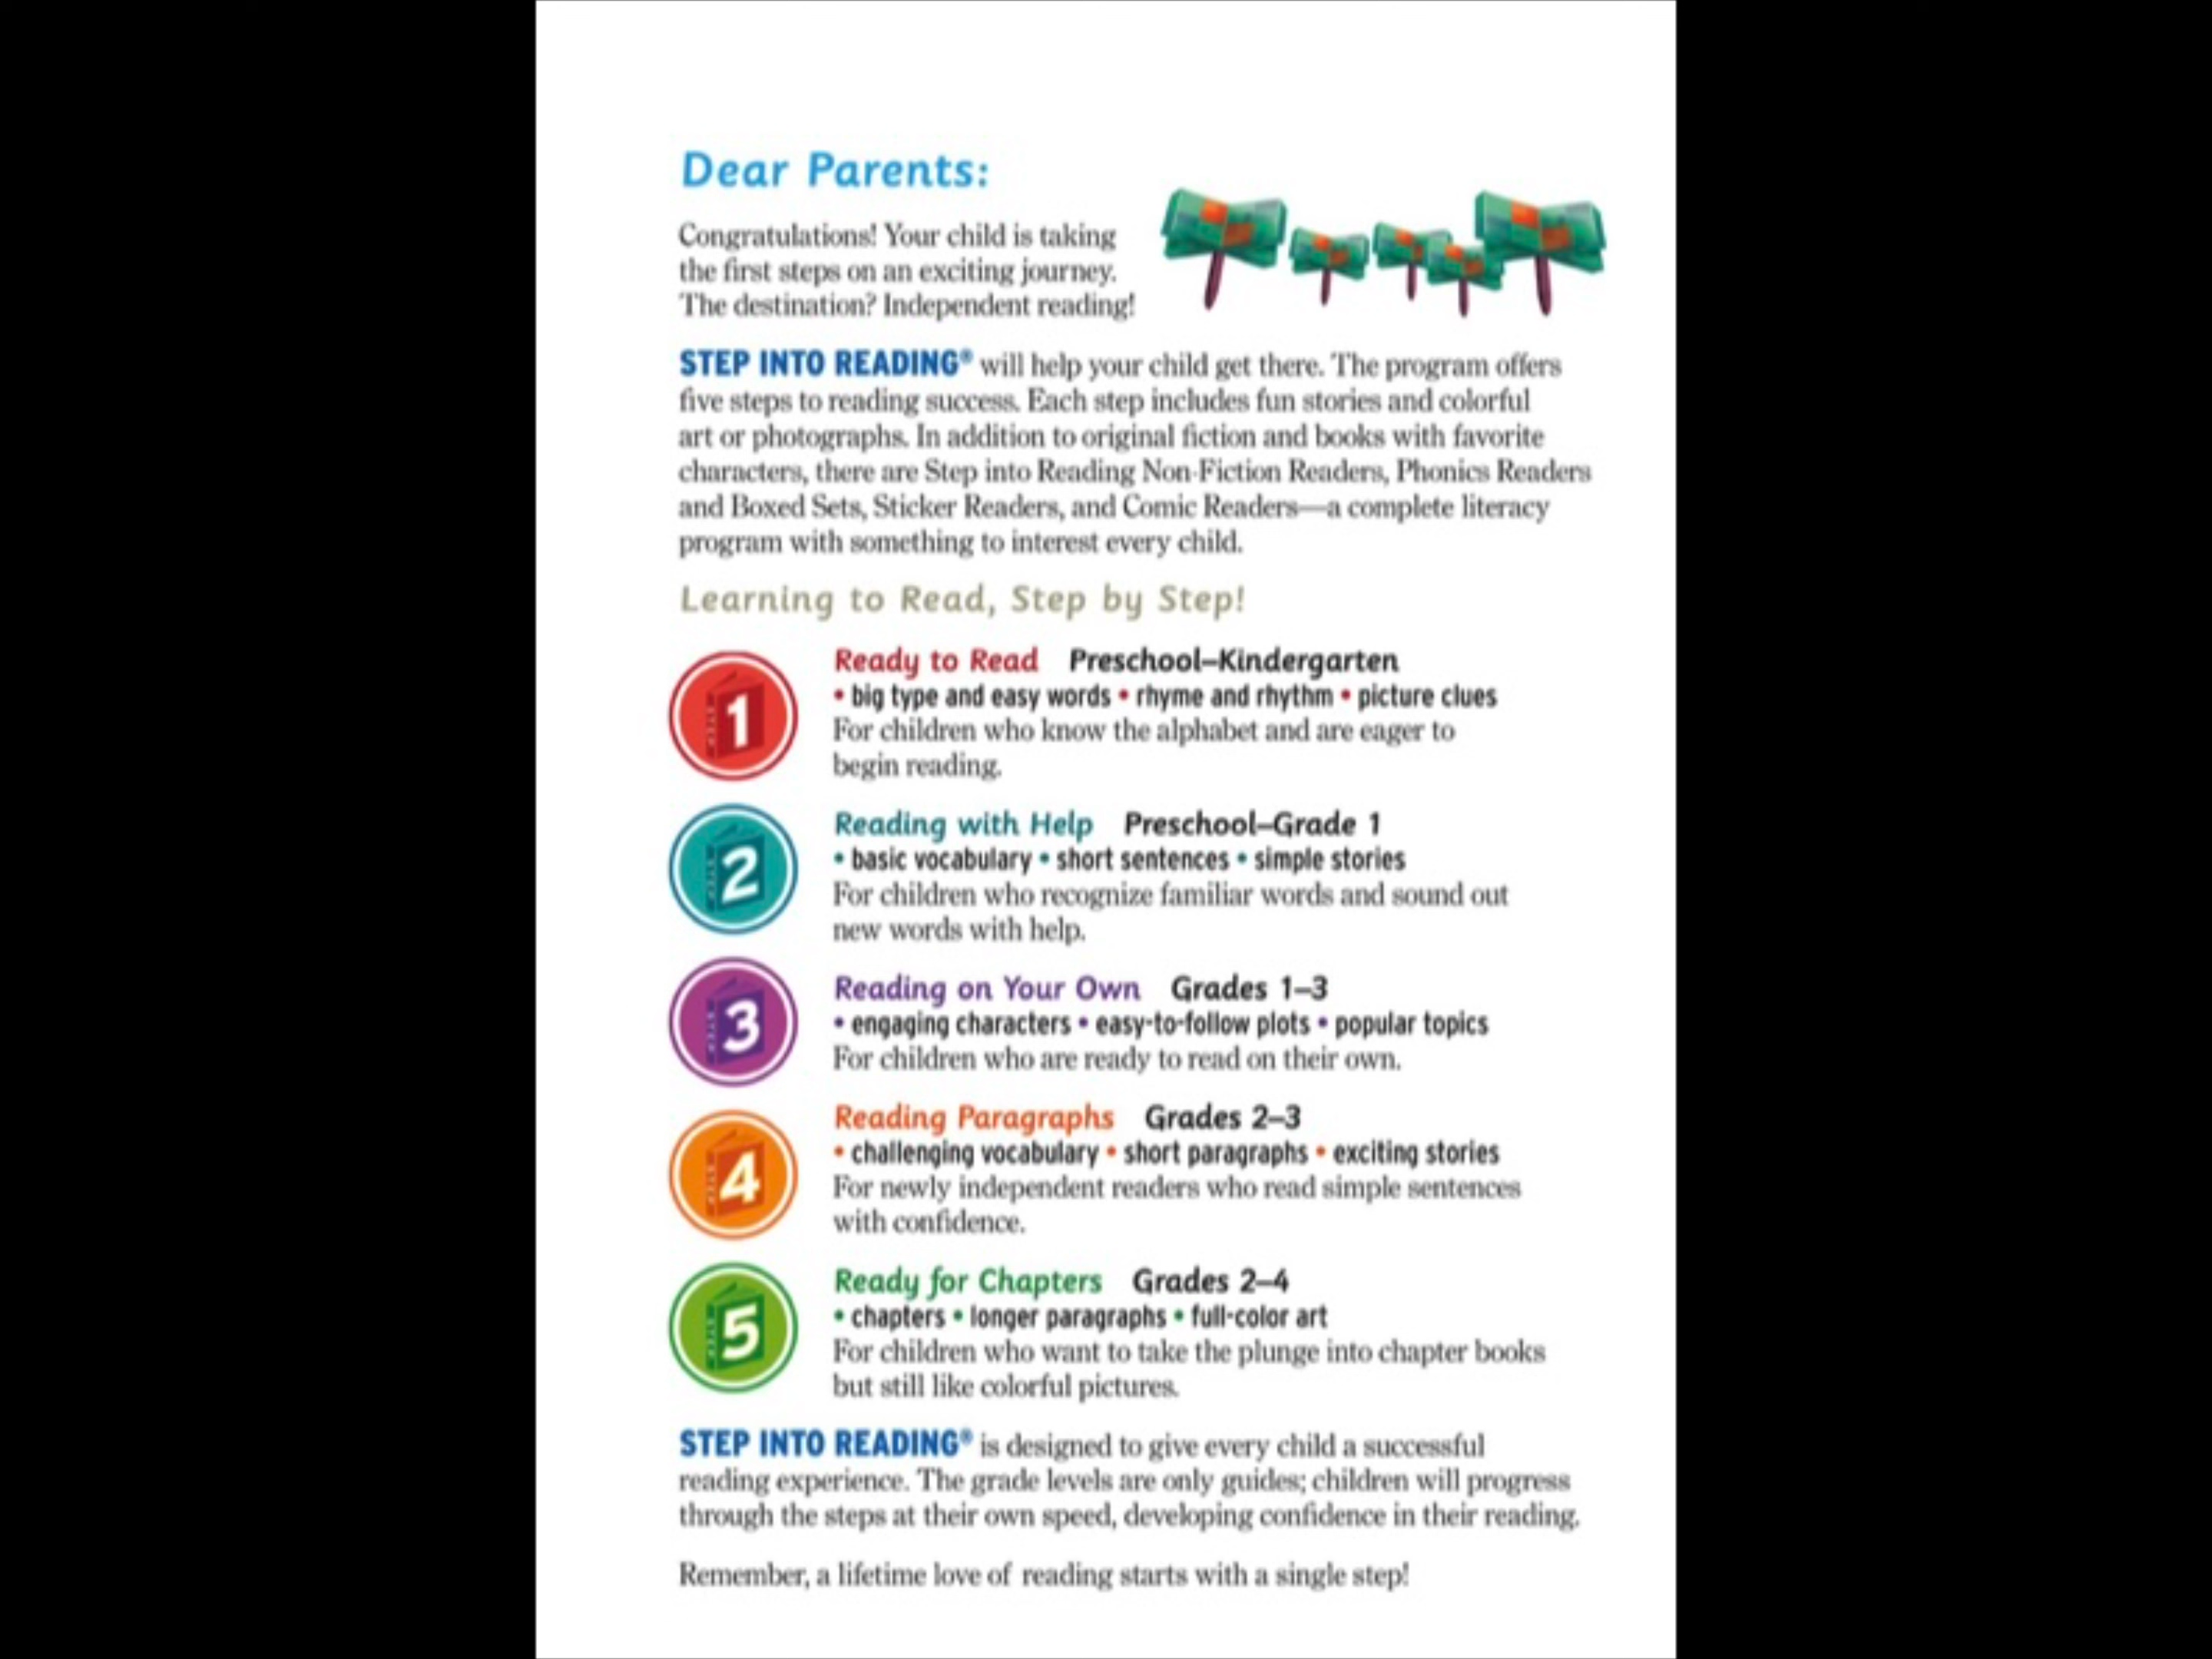 Dear Parents:
Congratulations! Your child is taking
the first steps on an exciting journey.
The destination? Independent reading!
STEP INTO READING® will help your child get there. The program offers
five steps to reading success. Each step includes fun stories and colorful
art or photographs. In addition to original fiction and books with favorite
characters, there are Step into Reading Non-Fiction Readers, Phonics Readers
and Boxed Sets, Sticker Readers, and Comic Readers—a complete literacy
program with something to interest every child.
Learning to Read, Step by Step!
1
Ready to Read Preschool–Kindergarten
• big type and easy words • rhyme and rhythm • picture clues
For children who know the alphabet and are eager to
begin reading.
2
Reading with Help Preschool–Grade 1
• basic vocabulary • short sentences • simple stories
For children who recognize familiar words and sound out
new words with help.
3
Reading on Your Own Grades 1–3
• engaging characters • easy-to-follow plots • popular topics
For children who are ready to read on their own.
4
Reading Paragraphs Grades 2–3
• challenging vocabulary • short paragraphs • exciting stories
For newly independent readers who read simple sentences
with confidence.
5
Ready for Chapters Grades 2–4
• chapters • longer paragraphs • full-color art
For children who want to take the plunge into chapter books
but still like colorful pictures.
STEP INTO READING® is designed to give every child a successful
reading experience. The grade levels are only guides; children will progress
through the steps at their own speed, developing confidence in their reading.
Remember, a lifetime love of reading starts with a single step!